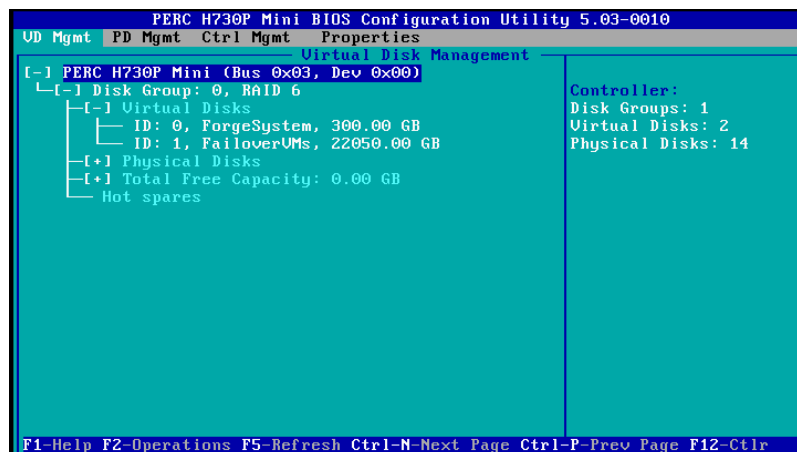 PERC H730P Mini BIOS Configuration Utility 5.03-0010
VD Mgmt PD Mgmt Ctrl Mgmt Properties
Virtual Disk Management
[-] PERC H730P Mini (Bus 0x03, Dev 0x00)
[-] Disk Group: 0, RAID 6
[-] Virtual Disks
ID: 0, ForgeSystem, 300.00 GB
ID: 1, FailoverVMs, 22050.00 GB
[+] Physical Disks
[+] Total Free Capacity: 0.00 GB
Hot spares
Controller:
Disk Groups: 1
Virtual Disks: 2
Physical Disks: 14
F1-Help F2-Operations F5-Refresh Ctrl-N-Next Page Ctrl-P-Prev Page F12-Ctlr